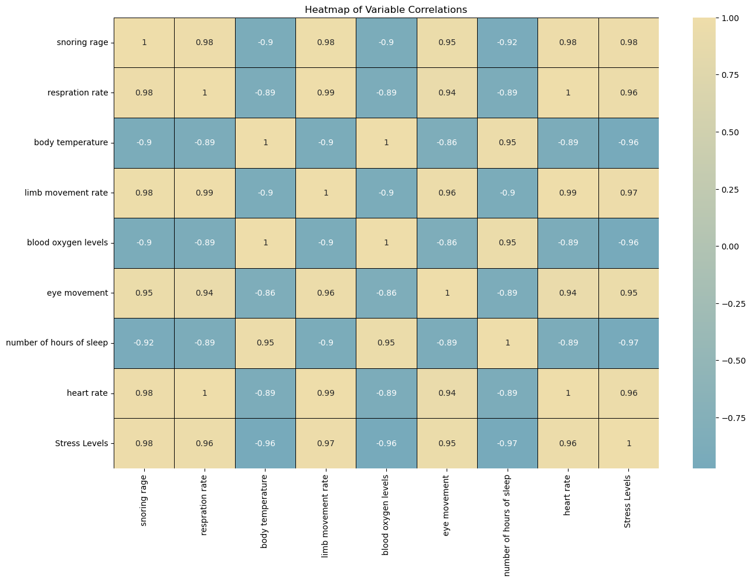 Heatmap of Variable Correlations
snoring rage 1 0.98 -0.9 0.98 -0.9 0.95 -0.92 0.98 0.98
respration rate 0.98 1 -0.89 0.99 -0.89 0.94 -0.89 1 0.96
body temperature -0.9 -0.89 1 -0.9 1 -0.86 0.95 -0.89 -0.96
limb movement rate 0.98 0.99 -0.9 1 -0.9 0.96 -0.9 0.99 0.97
blood oxygen levels -0.9 -0.89 1 -0.9 1 -0.86 0.95 -0.89 -0.96
eye movement 0.95 0.94 -0.86 0.96 -0.86 1 -0.89 0.94 0.95
number of hours of sleep -0.92 -0.89 0.95 -0.9 0.95 -0.89 1 -0.89 -0.97
heart rate 0.98 1 -0.89 0.99 -0.89 0.94 -0.89 1 0.96
Stress Levels 0.98 0.96 -0.96 0.97 -0.96 0.95 -0.97 0.96 1
snoring rage
respration rate
body temperature
limb movement rate
blood oxygen levels
eye movement
number of hours of sleep
heart rate
Stress Levels
1.00
0.75
0.50
0.25
0.00
−0.25
−0.50
−0.75